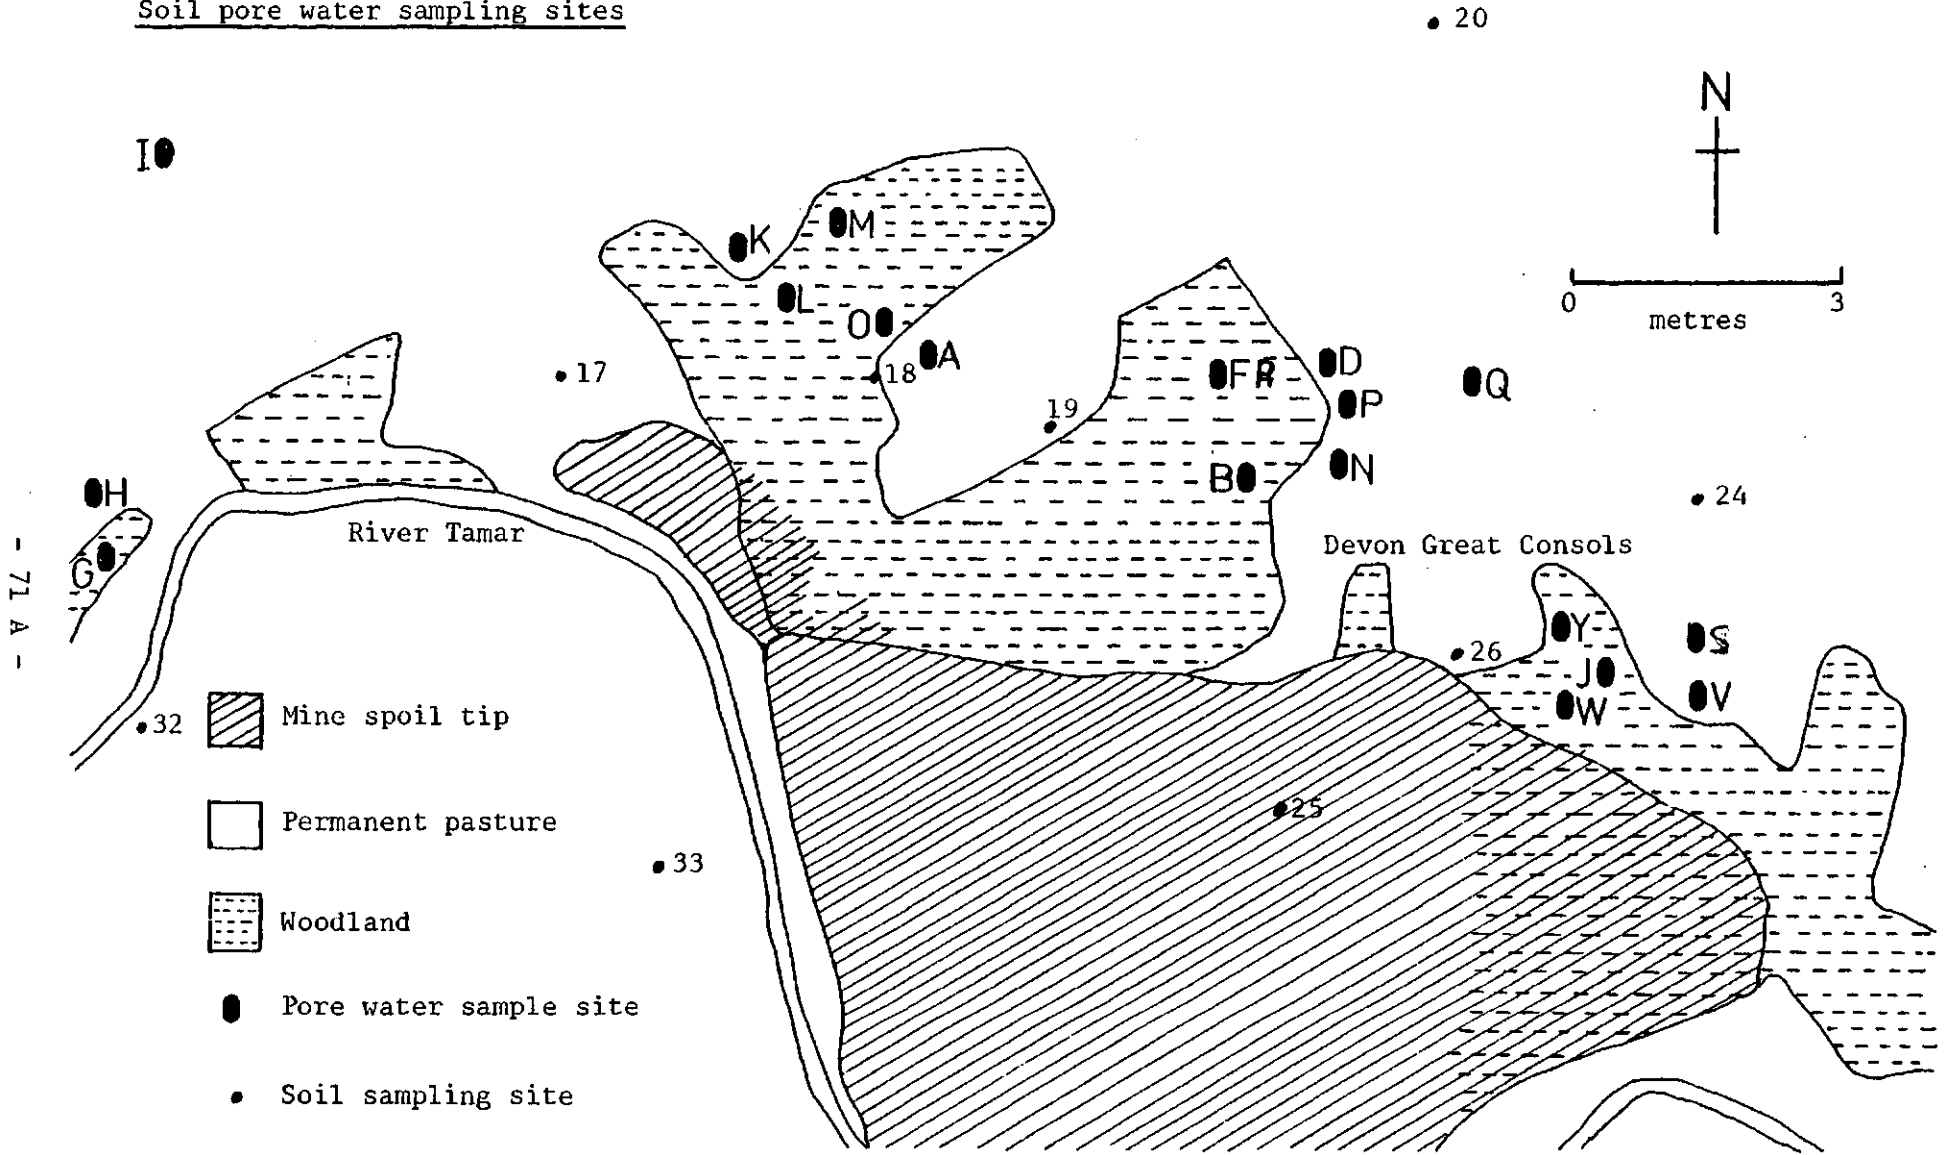 Soil pore water sampling sites
20
N
I
K
M
L
O
A
0 3
metres
17
18
19
F
D
P
Q
B
N
H
G
24
River Tamar
Devon Great Consols
- 71 A -
Y
S
26
J
V
W
32
Mine spoil tip
25
Permanent pasture
33
Woodland
Pore water sample site
Soil sampling site